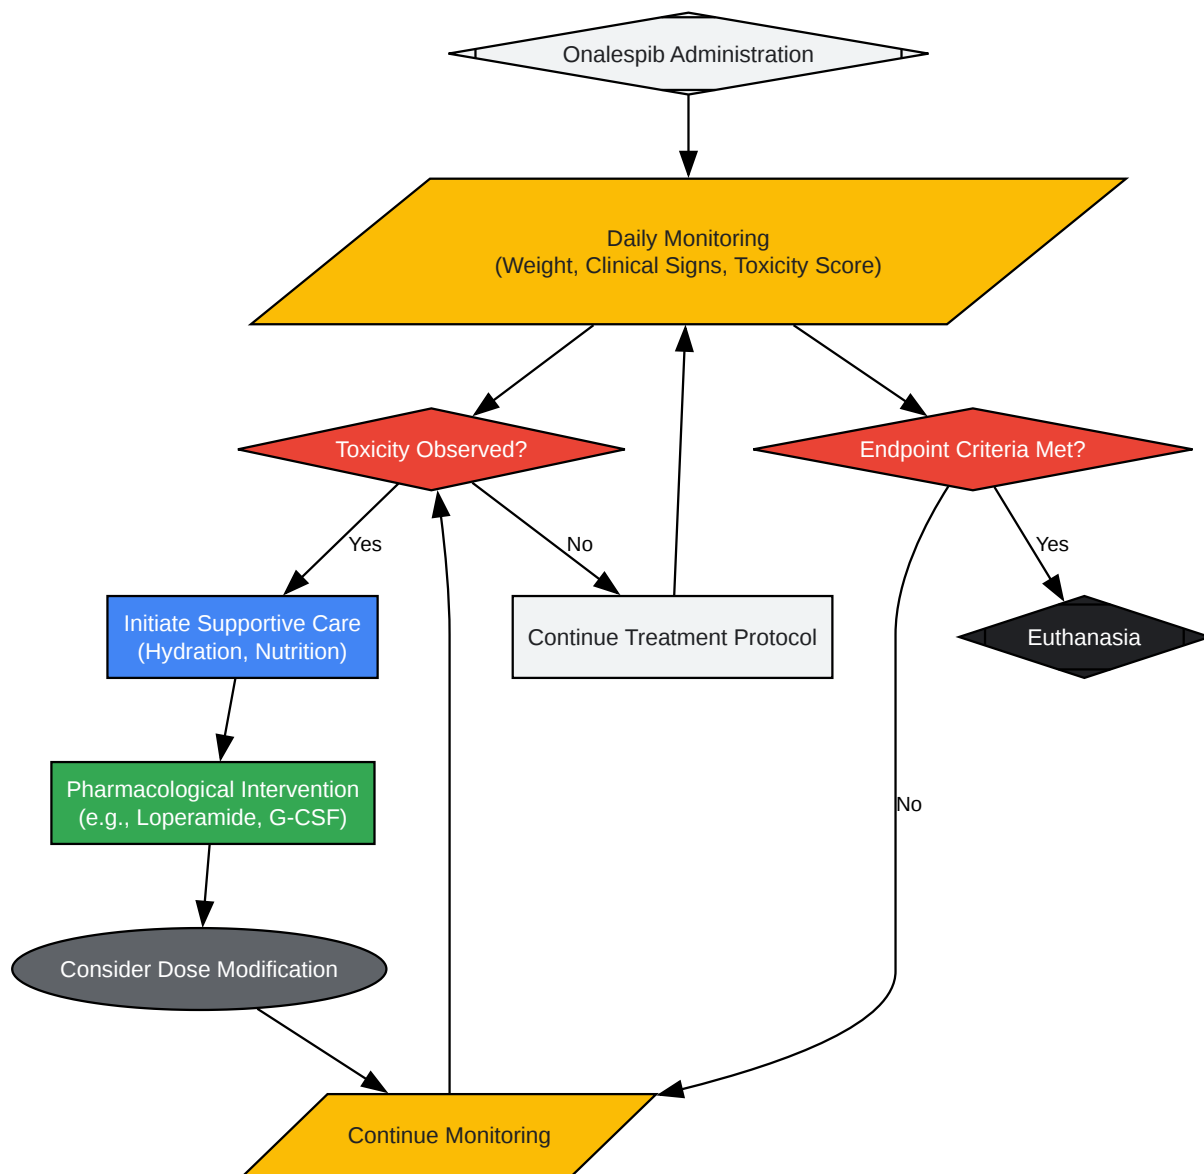 Onalespib Administration
Daily Monitoring
(Weight, Clinical Signs, Toxicity Score)
Toxicity Observed?
Endpoint Criteria Met?
Yes
No
Yes
Initiate Supportive Care
(Hydration, Nutrition)
Continue Treatment Protocol
Euthanasia
Pharmacological Intervention
(e.g., Loperamide, G-CSF)
No
Consider Dose Modification
Continue Monitoring